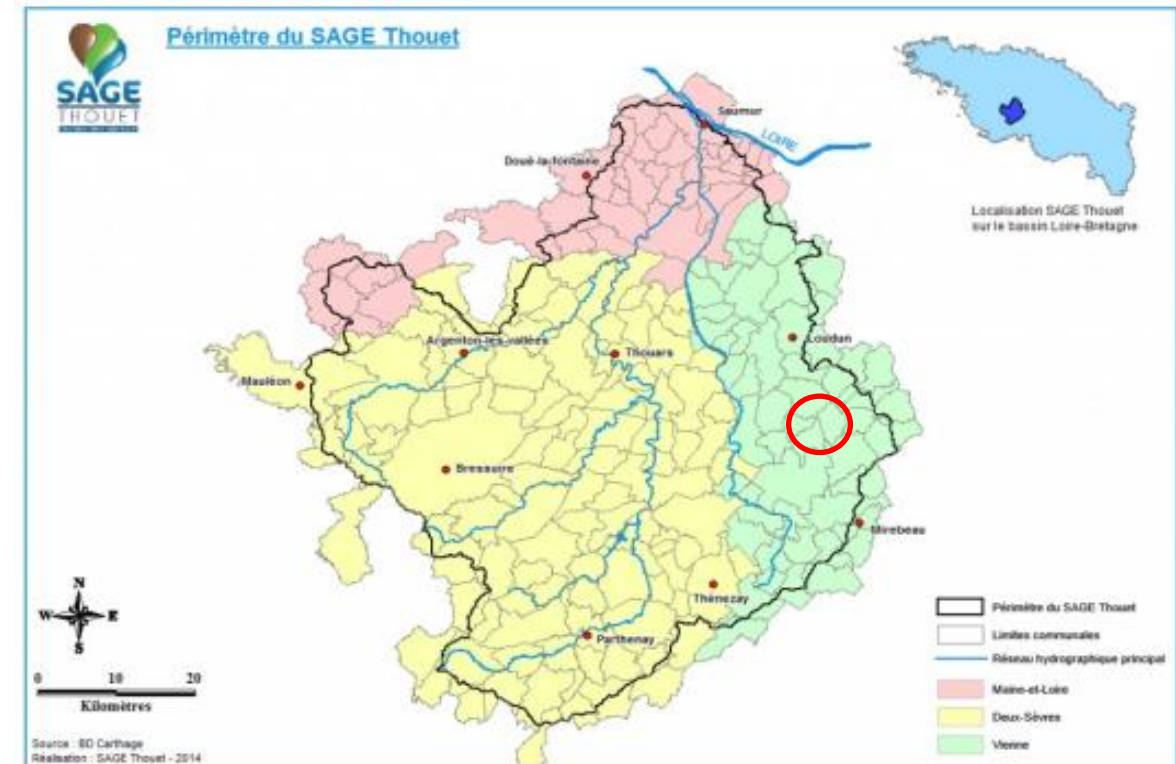 Périmètre du SAGE Thouet
SAGE
THOUET
Saumur
LOIRE
Doué-la-fontaine
Localisation SAGE Thouet
sur le bassin Loire-Bretagne
Loudun
Argenton-les-vallées
Thouars
Mauléon
Bressuire
Mirebeau
Thénezay
Parthenay
N
W E
S
0 10 20
Kilomètres
Périmètre du SAGE Thouet
Limites communales
Réseau hydrographique principal
Maine-et-Loire
Deux-Sèvres
Vienne
Source : BD Carthage
Réalisation : SAGE Thouet - 2014